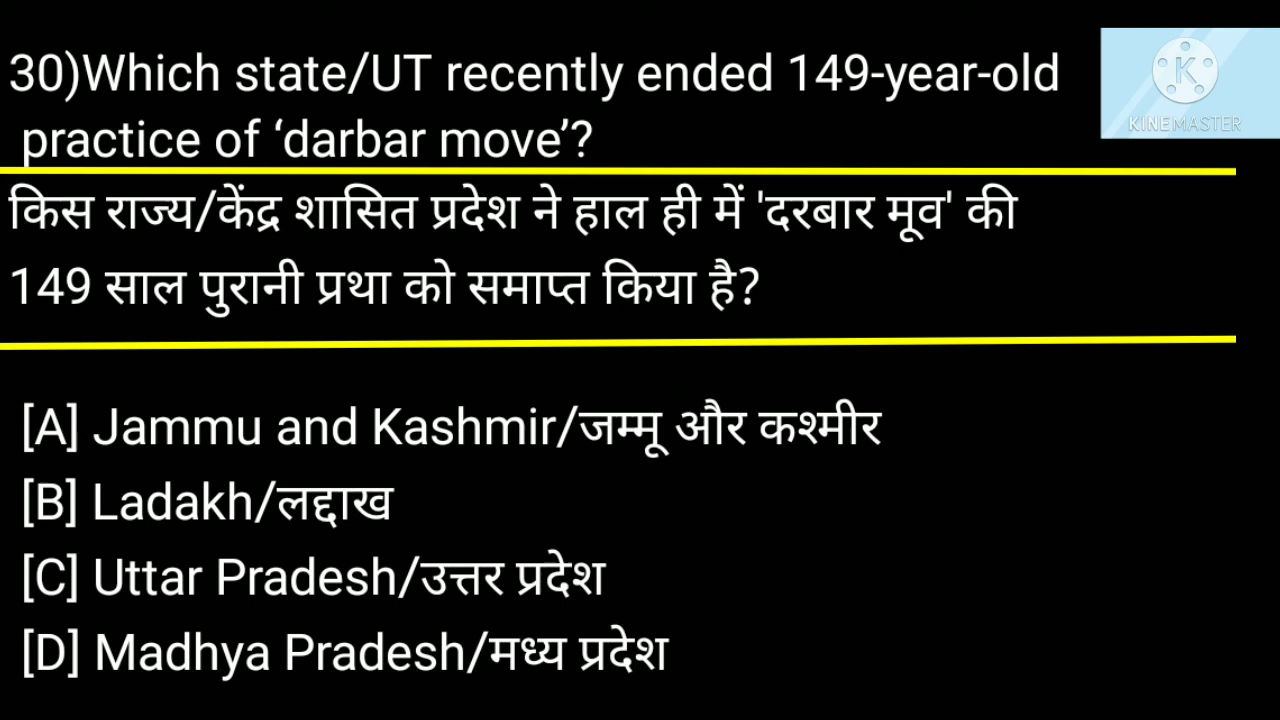 30)Which state/UT recently ended 149-year-old
practice of ‘darbar move’?
K
KINEMASTER
किस राज्य/केंद्र शासित प्रदेश ने हाल ही में 'दरबार मूव' की
149 साल पुरानी प्रथा को समाप्त किया है?
[A] Jammu and Kashmir/जम्मू और कश्मीर
[B] Ladakh/लद्दाख
[C] Uttar Pradesh/उत्तर प्रदेश
[D] Madhya Pradesh/मध्य प्रदेश